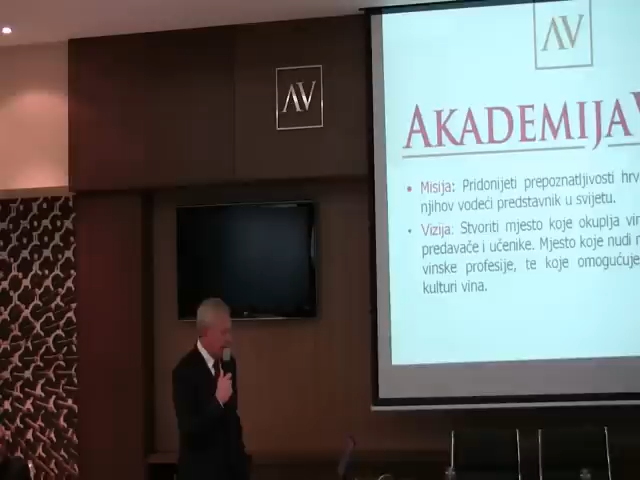 AV
AV
AKADEMIJAV
• Misija: Pridonijeti prepoznatljivosti hrv
njihov vodeći predstavnik u svijetu.
• Vizija: Stvoriti mjesto koje okuplja vin
predavače i učenike. Mjesto koje nudi
vinske profesije, te koje omogućuje
kulturi vina.